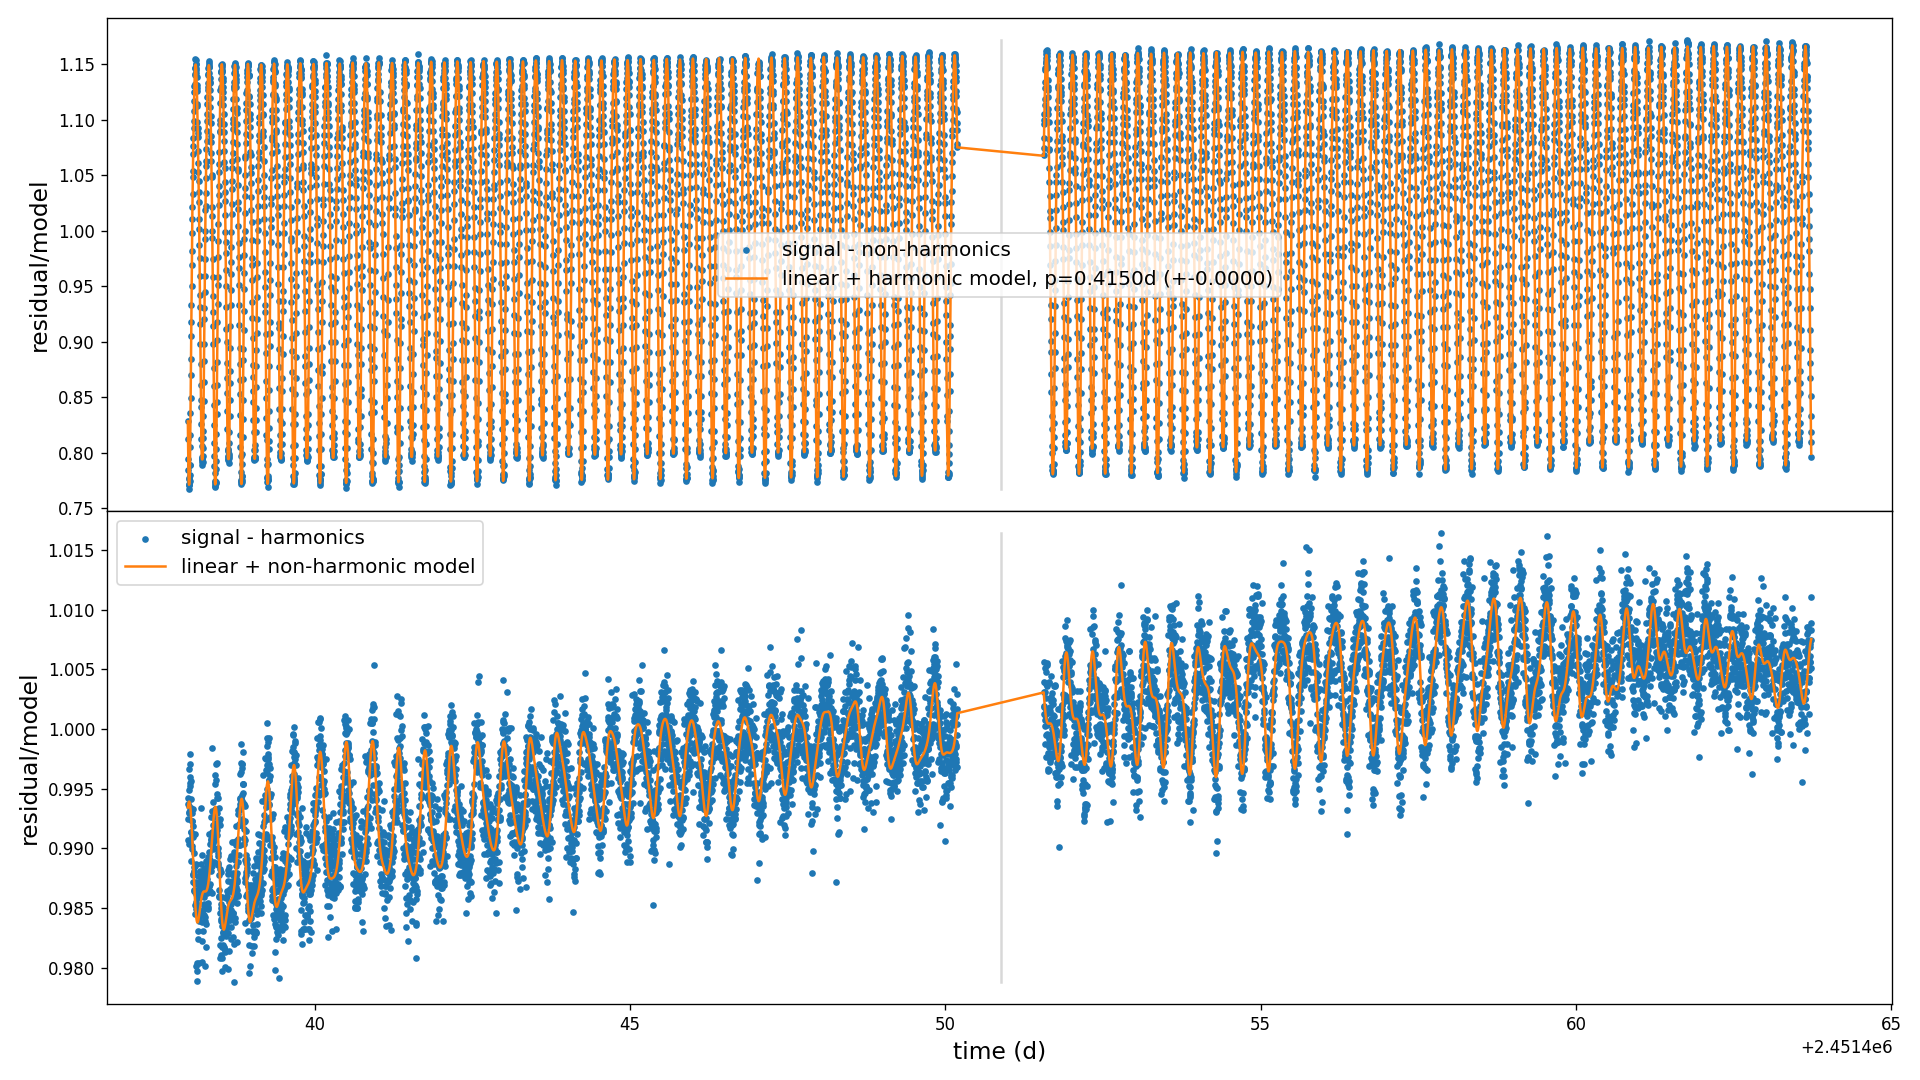 1.15
1.10
1.05
1.00
0.95
0.90
0.85
0.80
0.75
residual/model
signal - non-harmonics
linear + harmonic model, p=0.4150d (+-0.0000)
signal - harmonics
linear + non-harmonic model
1.015
1.010
1.005
1.000
0.995
0.990
0.985
0.980
residual/model
40
45
50
55
60
65
time (d)
+2.4514e6